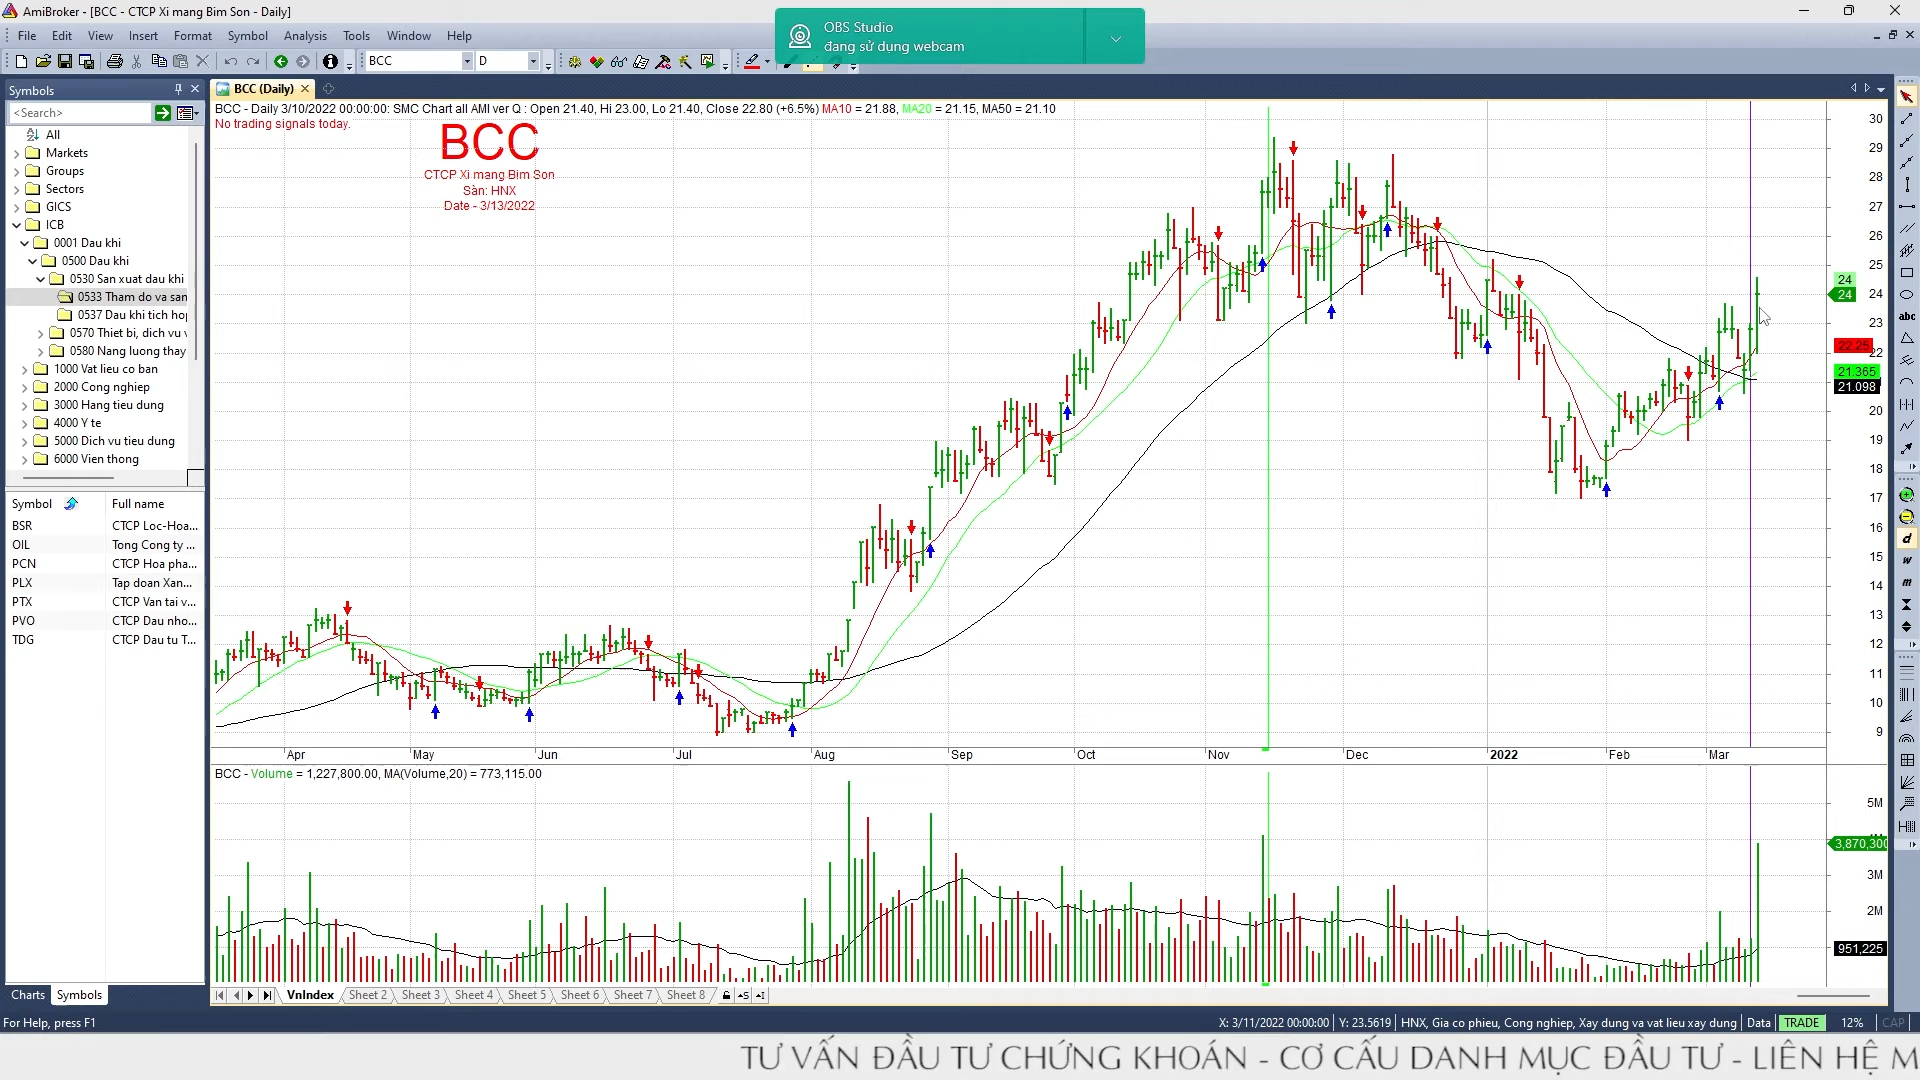 AmiBroker - [BCC - CTCP Xi mang Bim Son - Daily]
OBS Studio
đang sử dụng webcam
File Edit View Insert Format Symbol Analysis Tools Window Help
BCC D
Symbols
BCC (Daily)
<Search>
BCC - Daily 3/10/2022 00:00:00: SMC Chart all AMI ver Q : Open 21.40, Hi 23.00, Lo 21.40, Close 22.80 (+6.5%) MA10 = 21.88, MA20 = 21.15, MA50 = 21.10
No trading signals today.
BCC
CTCP Xi mang Bim Son
Sàn: HNX
Date - 3/13/2022
All
Markets
Groups
Sectors
GICS
ICB
0001 Dau khi
0500 Dau khi
0530 San xuat dau khi
0533 Tham do va san
0537 Dau khi tich hop
0570 Thiet bi, dich vu v
0580 Nang luong thay
1000 Vat lieu co ban
2000 Cong nghiep
3000 Hang tieu dung
4000 Y te
5000 Dich vu tieu dung
6000 Vien thong
Symbol Full name
BSR CTCP Loc-Hoa...
OIL Tong Cong ty ...
PCN CTCP Hoa pha...
PLX Tap doan Xan...
PTX CTCP Van tai v...
PVO CTCP Dau nho...
TDG CTCP Dau tu T...
30
29
28
27
26
25
24
24
24
23
22.25
22
21.365
21.098
20
19
18
17
16
15
14
13
12
11
10
9
Apr May Jun Jul Aug Sep Oct Nov Dec 2022 Feb Mar
BCC - Volume = 1,227,800.00, MA(Volume,20) = 773,115.00
5M
3,870,300
3M
2M
951,225
abc
d
w
m
Charts Symbols
VnIndex Sheet 2 Sheet 3 Sheet 4 Sheet 5 Sheet 6 Sheet 7 Sheet 8
For Help, press F1
X: 3/11/2022 00:00:00 Y: 23.5619 HNX, Gia co phieu, Cong nghiep, Xay dung va vat lieu xay dung Data TRADE 12% CAP
TƯ VẤN ĐẦU TƯ CHỨNG KHOÁN - CƠ CẤU DANH MỤC ĐẦU TƯ - LIÊN HỆ M